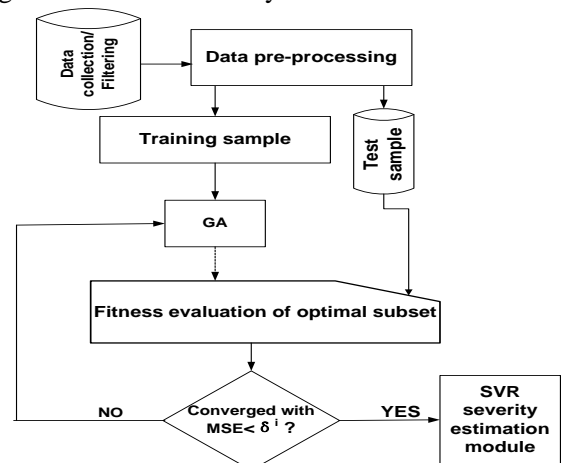 Data
collection/
Filtering
Data pre-processing
Training sample
Test
sample
GA
Fitness evaluation of optimal subset
NO
Converged with
MSE< δ i ?
YES
SVR
severity
estimation
module